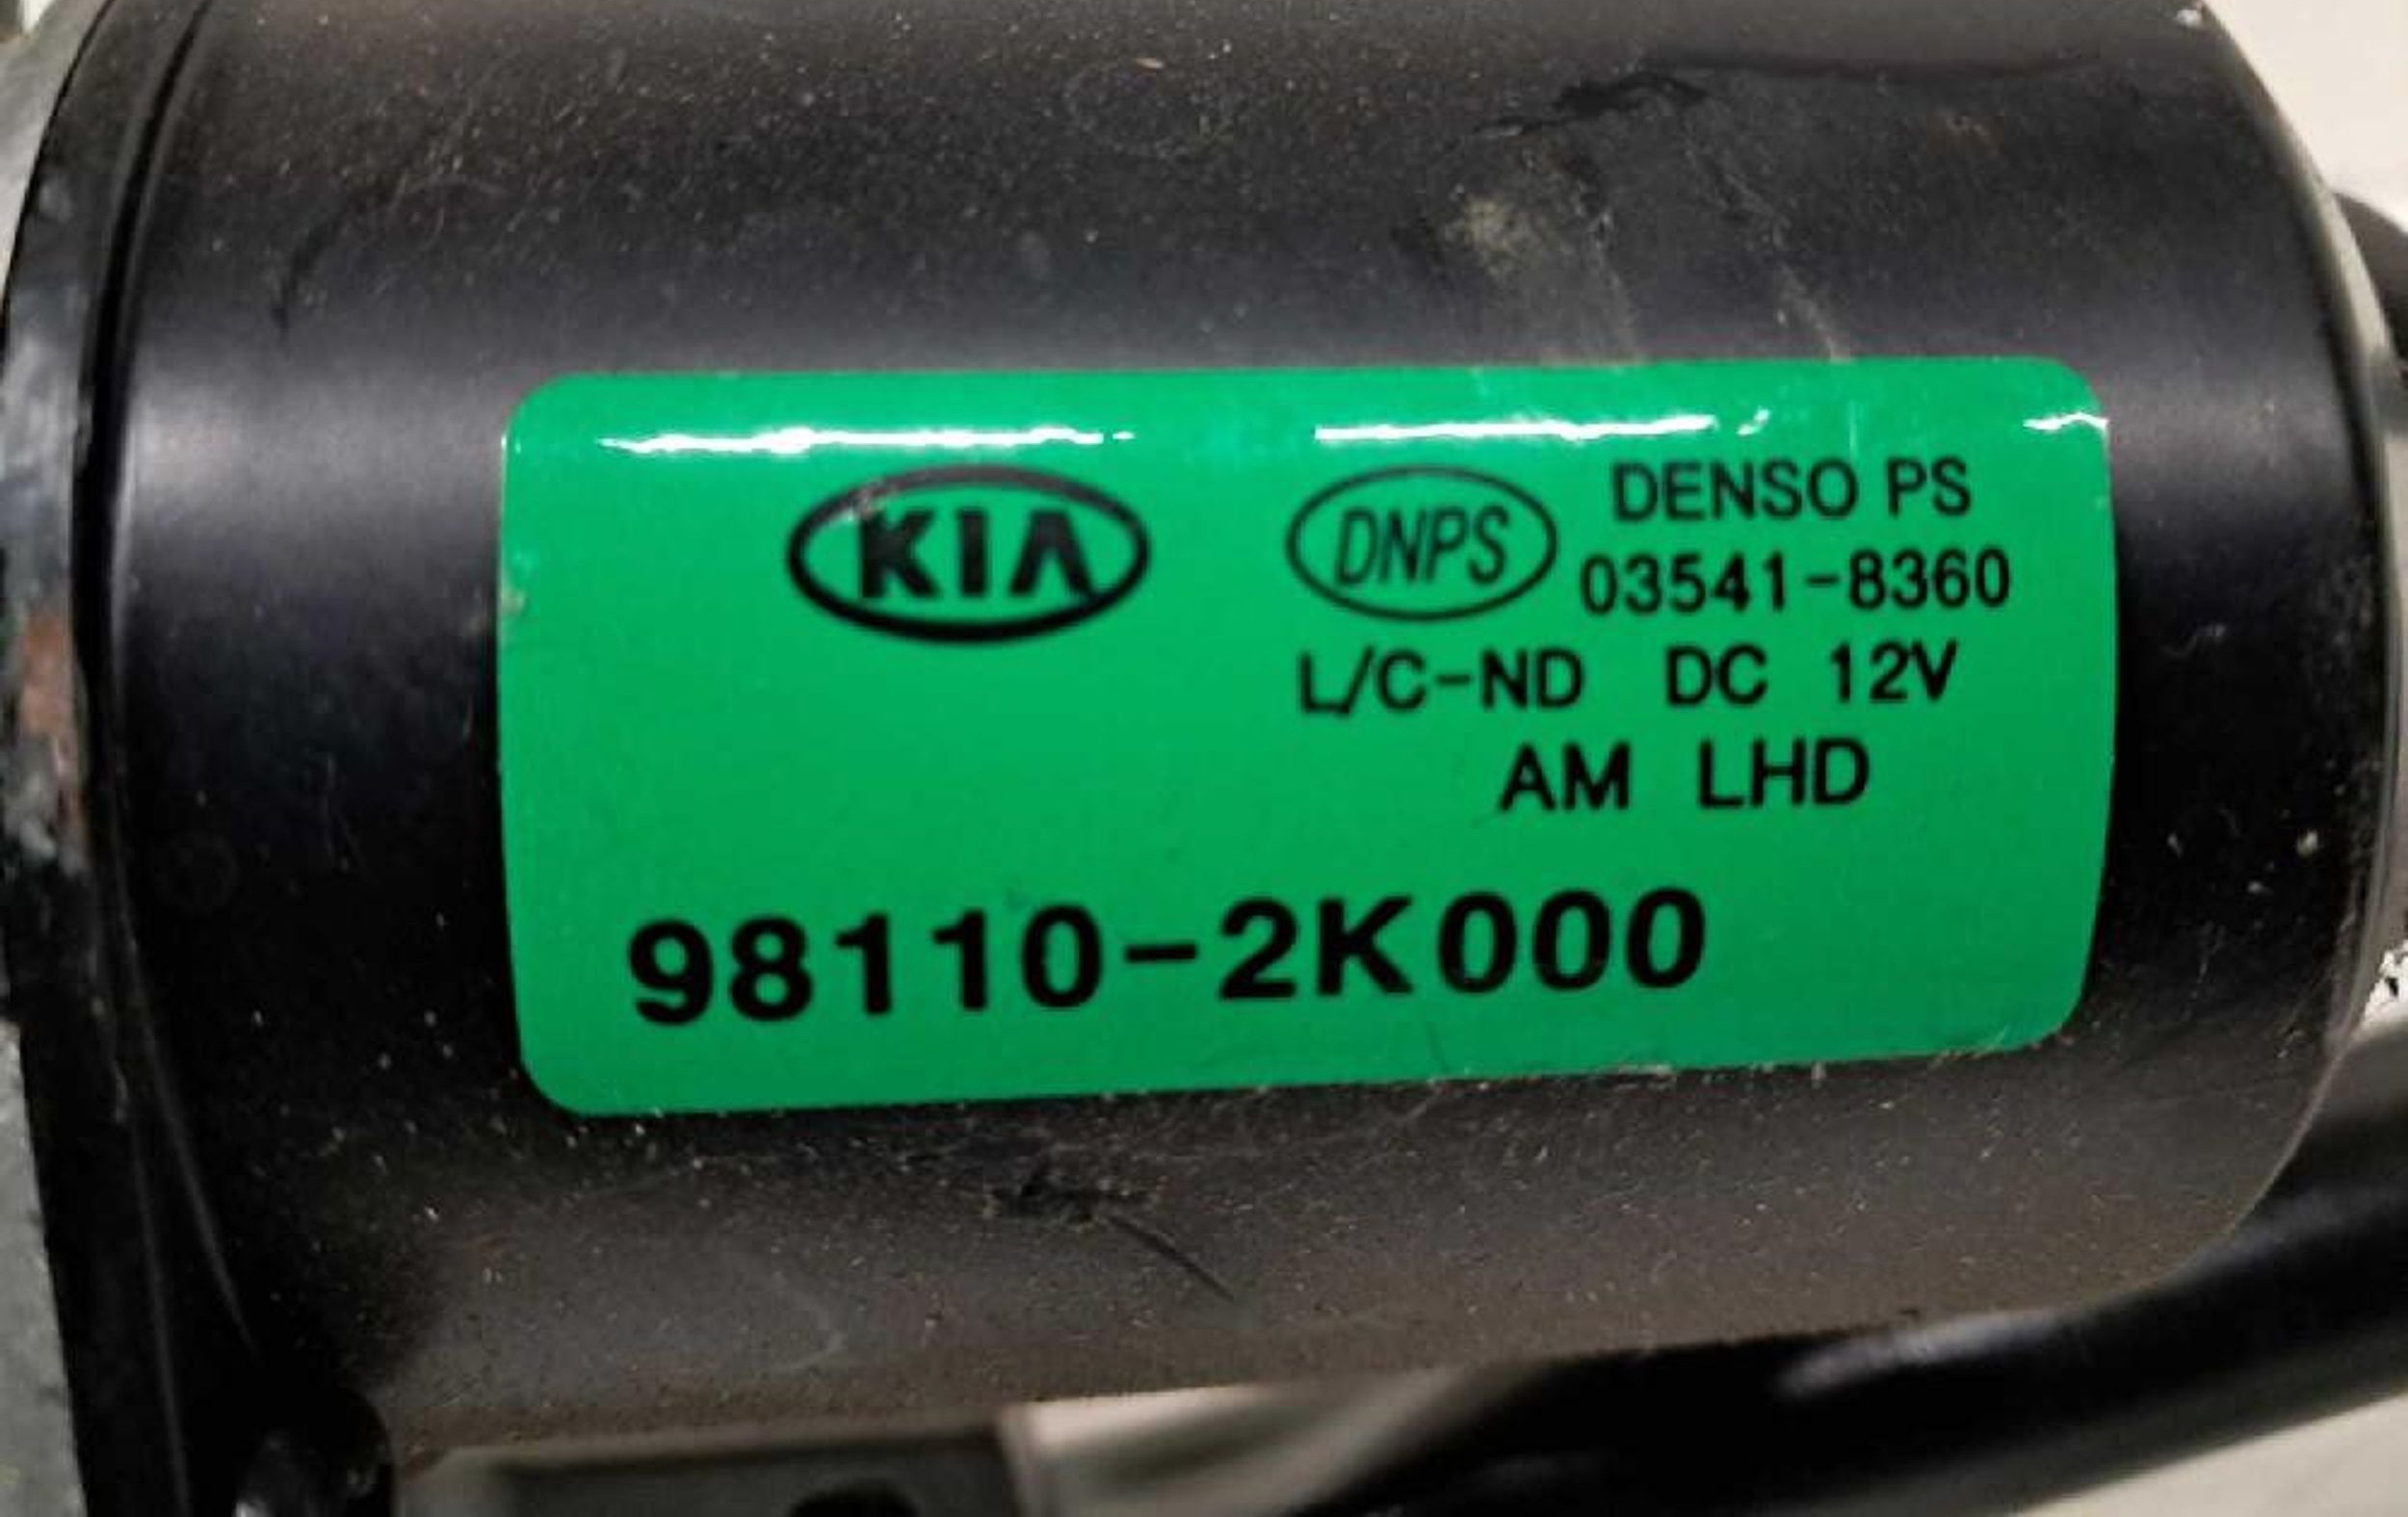 KIA
DNPS
DENSO PS
03541-8360
L/C-ND DC 12V
AM LHD
98110-2K000